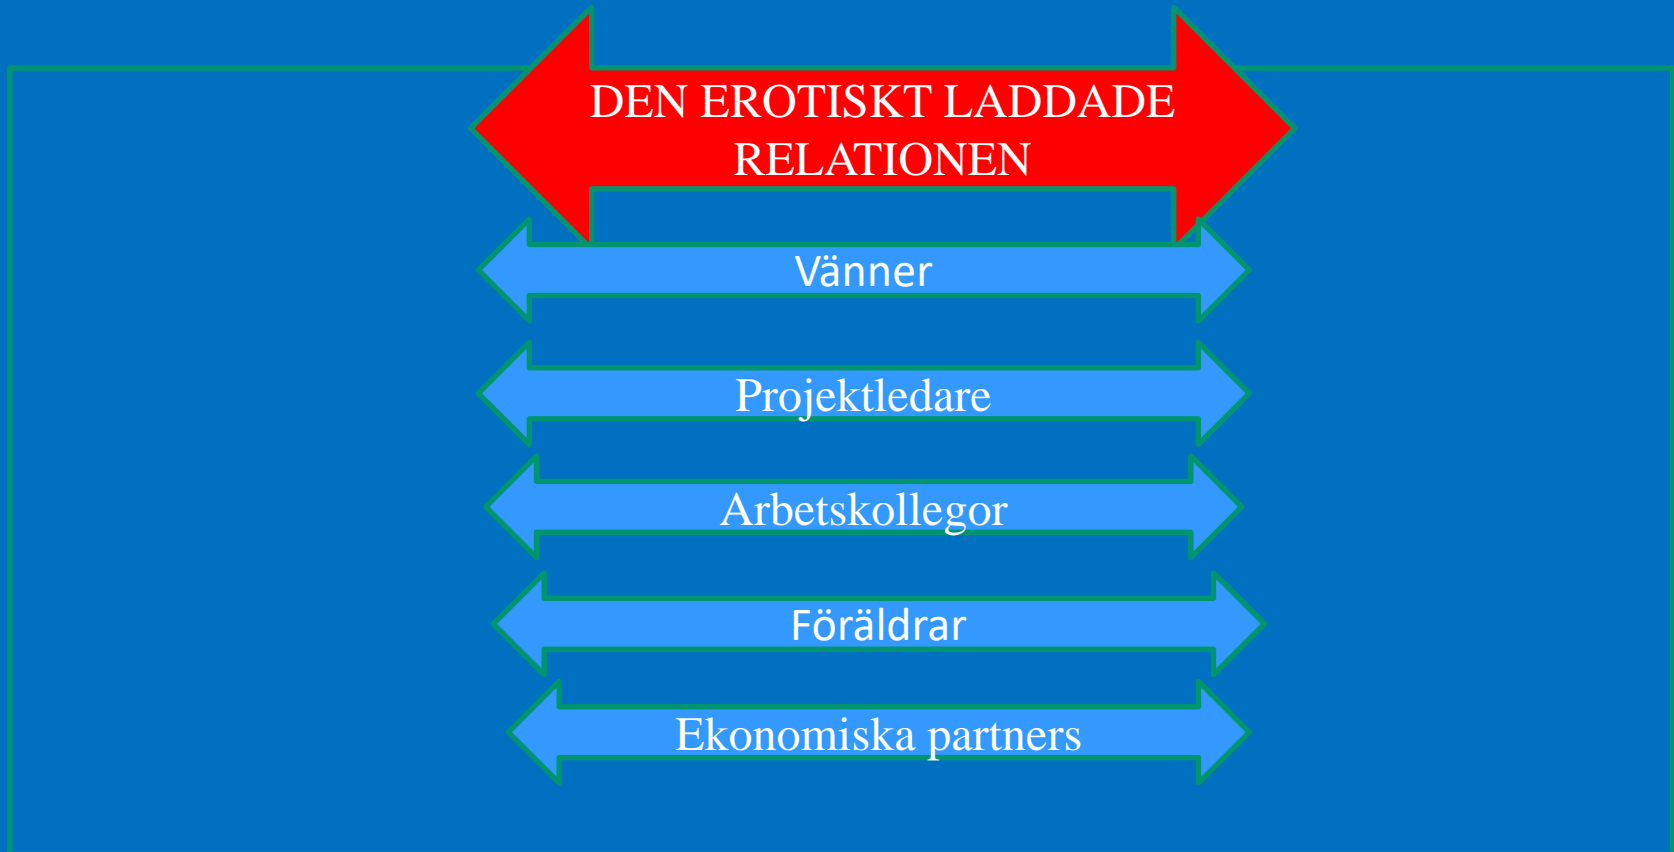 DEN EROTISKT LADDADE
RELATIONEN
Vänner
Projektledare
Arbetskollegor
Föräldrar
Ekonomiska partners